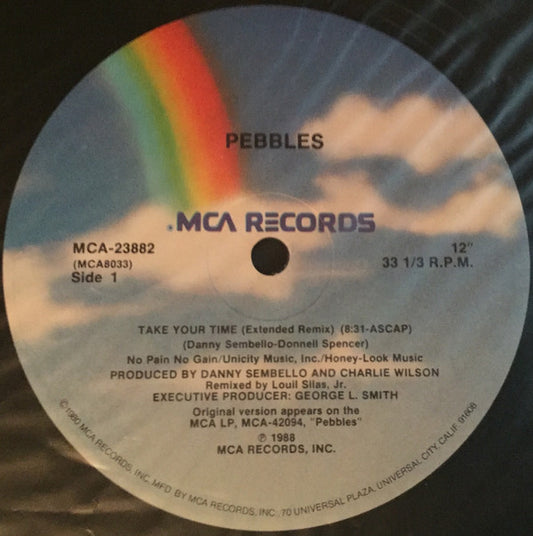 PEBBLES
MCA RECORDS
MCA-23882
(MCA8033)
Side 1
12"
33 1/3 R.P.M.
TAKE YOUR TIME (Extended Remix) (8:31-ASCAP)
(Danny Sembello-Donnell Spencer)
No Pain No Gain/Unicity Music, Inc./Honey-Look Music
PRODUCED BY DANNY SEMBELLO AND CHARLIE WILSON
Remixed by Louil Silas, Jr.
EXECUTIVE PRODUCER: GEORGE L. SMITH
Original version appears on the
MCA LP, MCA-42094, "Pebbles"
℗ 1988
MCA RECORDS, INC.
©1980 MCA RECORDS, INC. MFD BY MCA RECORDS, INC. 70 UNIVERSAL PLAZA, UNIVERSAL CITY, CALIF. 91608